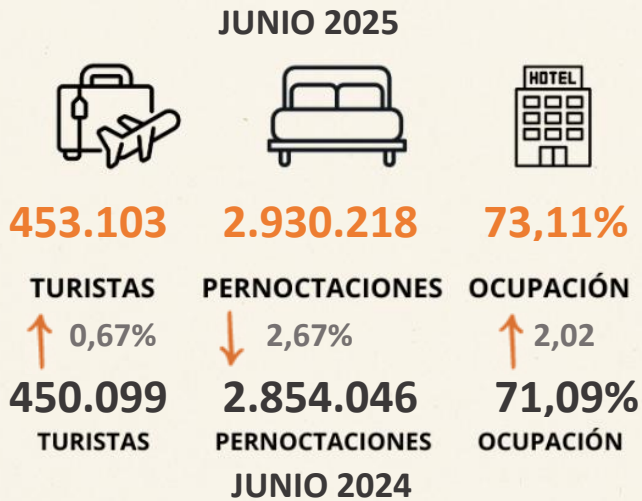 JUNIO 2025
HOTEL
453.103 2.930.218 73,11%
TURISTAS PERNOCTACIONES OCUPACIÓN
0,67% 2,67% 2,02
450.099 2.854.046 71,09%
TURISTAS PERNOCTACIONES OCUPACIÓN
JUNIO 2024